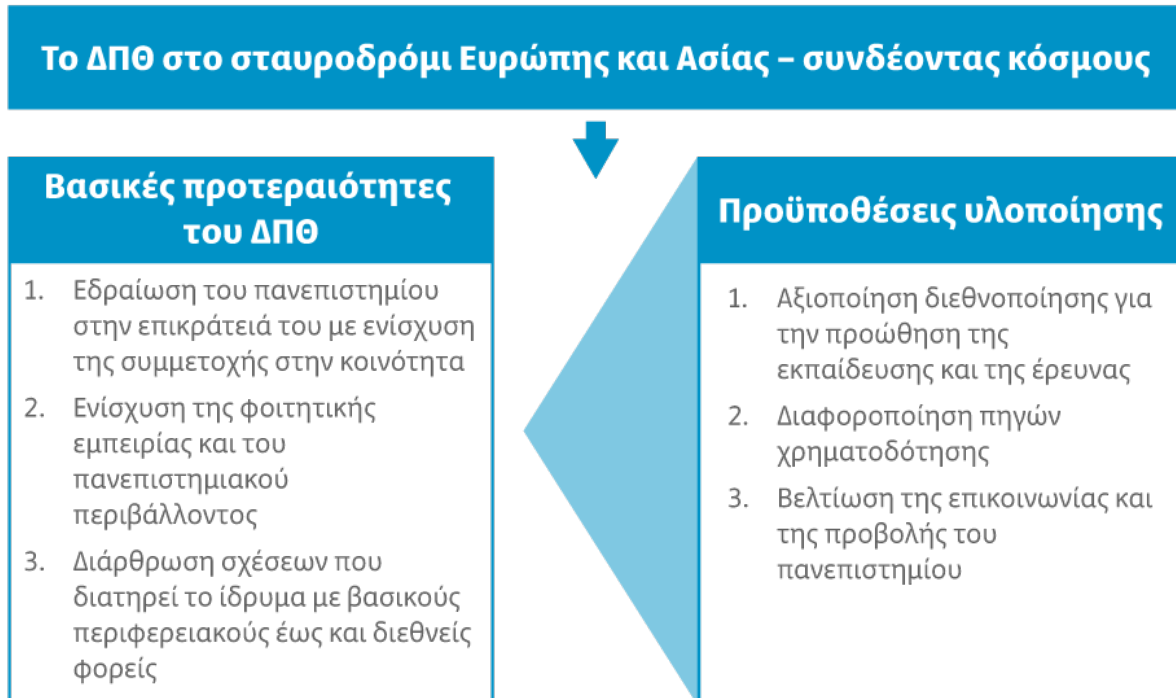 Το ΔΠΘ στο σταυροδρόμι Ευρώπης και Ασίας – συνδέοντας κόσμους
Βασικές προτεραιότητες
του ΔΠΘ
1. Εδραίωση του πανεπιστημίου
στην επικράτειά του με ενίσχυση
της συμμετοχής στην κοινότητα
2. Ενίσχυση της φοιτητικής
εμπειρίας και του
πανεπιστημιακού
περιβάλλοντος
3. Διάρθρωση σχέσεων που
διατηρεί το ίδρυμα με βασικούς
περιφερειακούς έως και διεθνείς
φορείς
Προϋποθέσεις υλοποίησης
1. Αξιοποίηση διεθνοποίησης για
την προώθηση της
εκπαίδευσης και της έρευνας
2. Διαφοροποίηση πηγών
χρηματοδότησης
3. Βελτίωση της επικοινωνίας και
της προβολής του
πανεπιστημίου